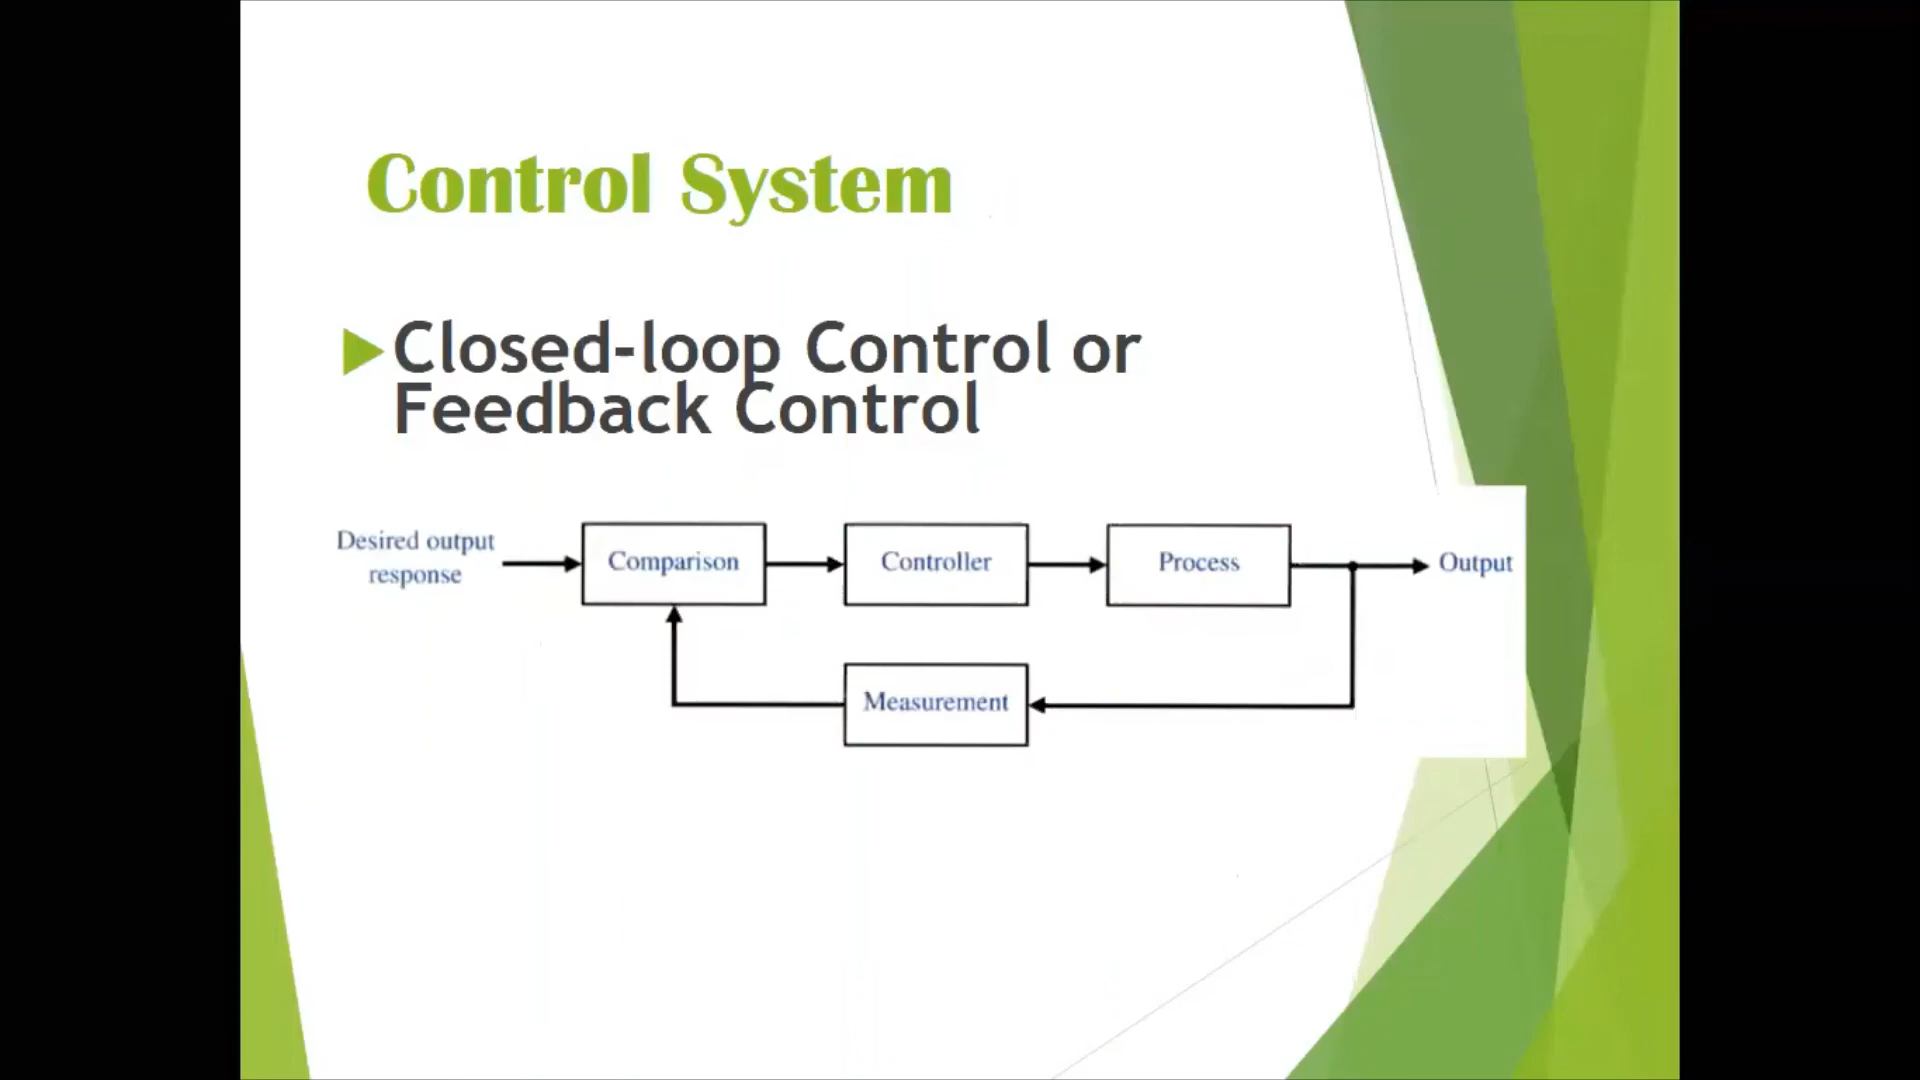 Control System
Closed-loop Control or
Feedback Control
Desired output
response
Comparison
Controller
Process
Output
Measurement